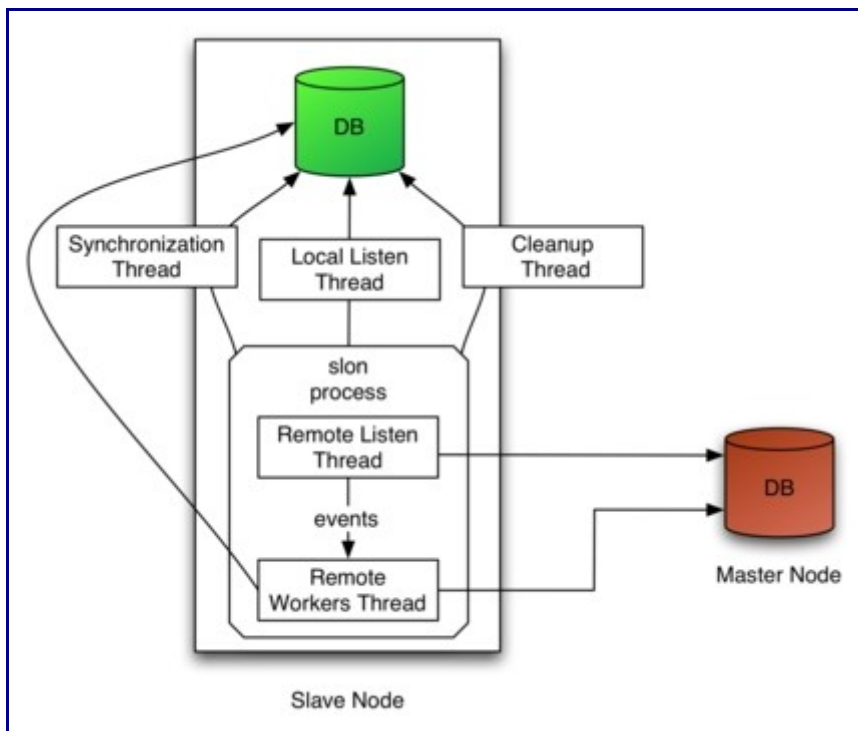 DB
Synchronization
Thread
Local Listen
Thread
Cleanup
Thread
slon
process
Remote Listen
Thread
events
Remote
Workers Thread
DB
Master Node
Slave Node